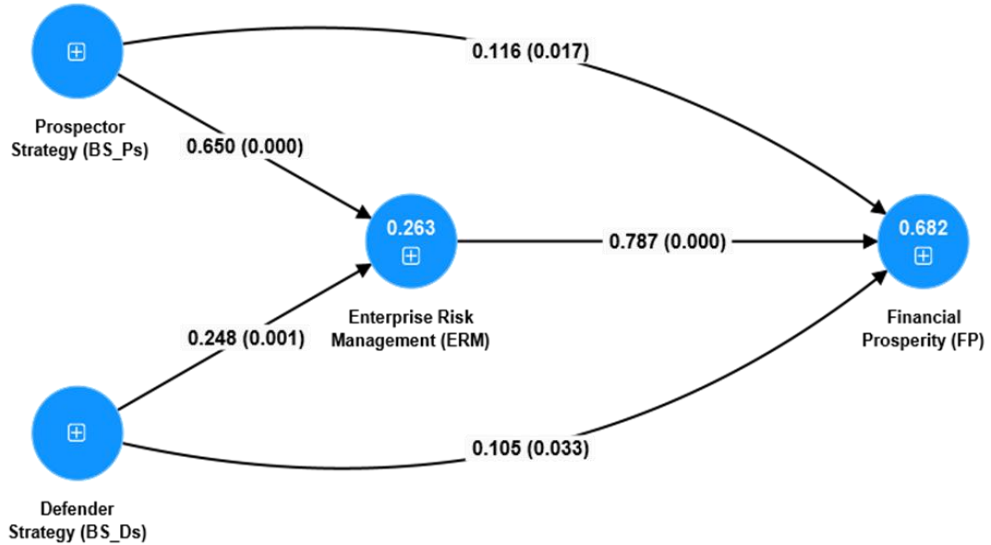 0.116 (0.017)
Prospector
Strategy (BS_Ps)
0.650 (0.000)
0.263
0.787 (0.000)
0.682
Enterprise Risk
Management (ERM)
Financial
Prosperity (FP)
0.248 (0.001)
0.105 (0.033)
Defender
Strategy (BS_Ds)